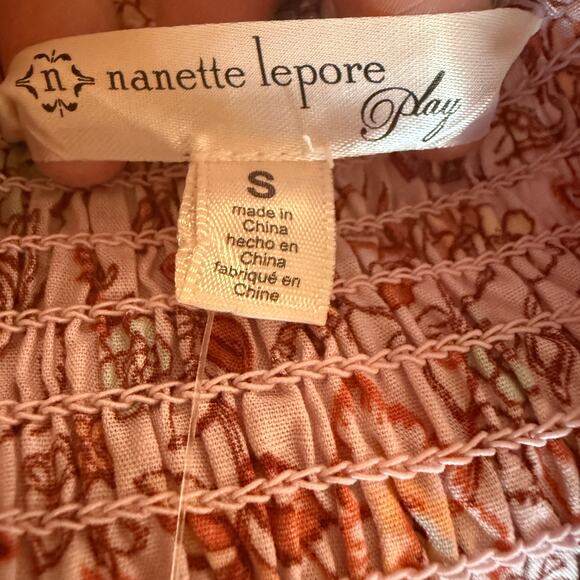 n nanette lepore
Play
S
made in
China
hecho en
China
fabriqué en
Chine